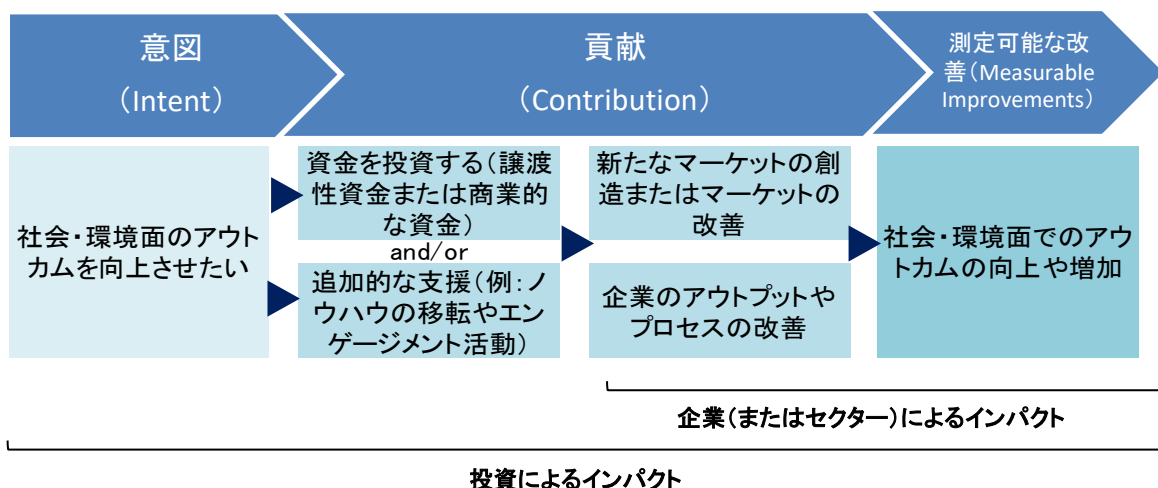 意図
（Intent）
貢献
（Contribution）
測定可能な改
善（Measurable
Improvements）
社会・環境面のアウト
カムを向上させたい
資金を投資する（譲渡
性資金または商業的
な資金）
and/or
追加的な支援（例：ノ
ウハウの移転やエン
ゲージメント活動）
新たなマーケットの創
造またはマーケットの
改善
企業のアウトプットや
プロセスの改善
社会・環境面でのアウ
トカムの向上や増加
企業（またはセクター）によるインパクト
投資によるインパクト